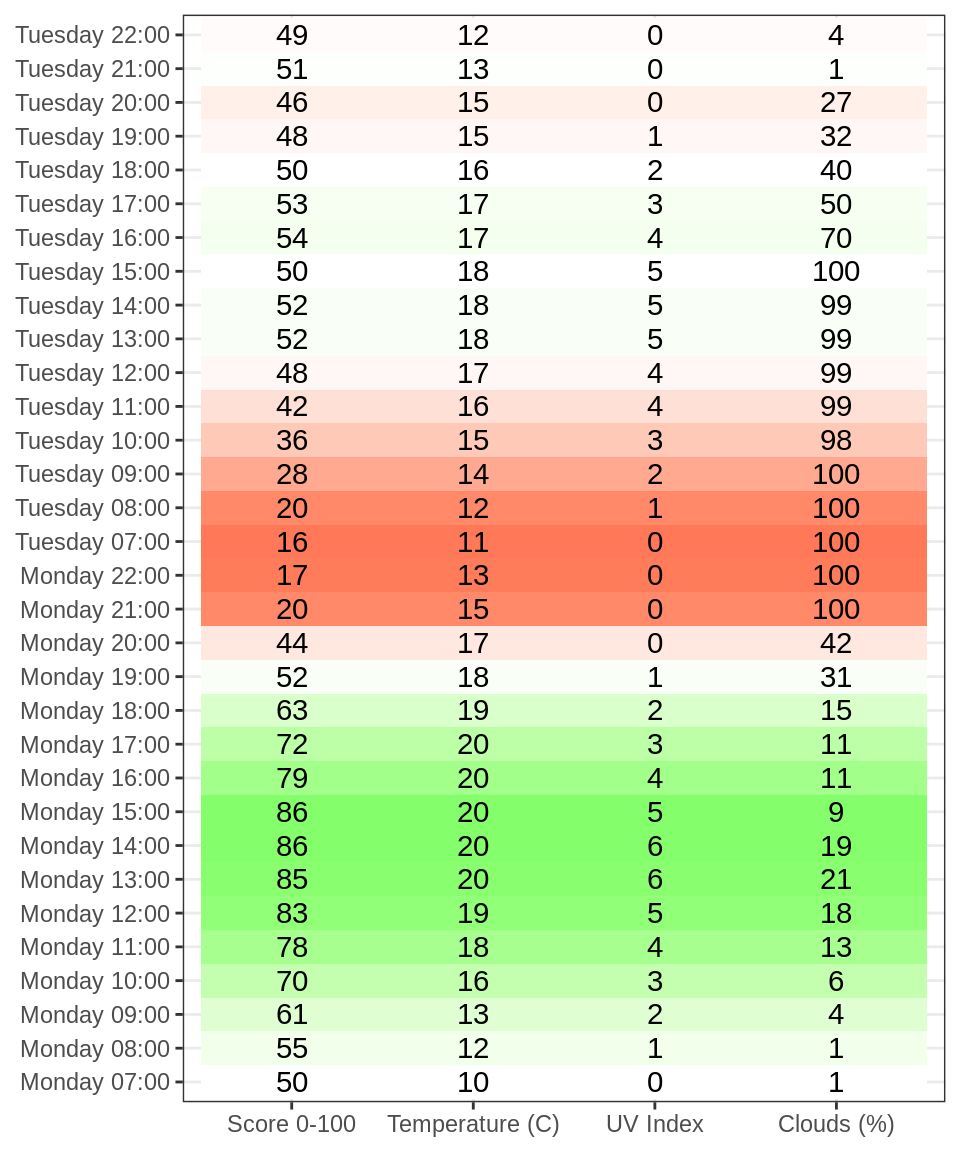 Tuesday 22:00 49 12 0 4
Tuesday 21:00 51 13 0 1
Tuesday 20:00 46 15 0 27
Tuesday 19:00 48 15 1 32
Tuesday 18:00 50 16 2 40
Tuesday 17:00 53 17 3 50
Tuesday 16:00 54 17 4 70
Tuesday 15:00 50 18 5 100
Tuesday 14:00 52 18 5 99
Tuesday 13:00 52 18 5 99
Tuesday 12:00 48 17 4 99
Tuesday 11:00 42 16 4 99
Tuesday 10:00 36 15 3 98
Tuesday 09:00 28 14 2 100
Tuesday 08:00 20 12 1 100
Tuesday 07:00 16 11 0 100
Monday 22:00 17 13 0 100
Monday 21:00 20 15 0 100
Monday 20:00 44 17 0 42
Monday 19:00 52 18 1 31
Monday 18:00 63 19 2 15
Monday 17:00 72 20 3 11
Monday 16:00 79 20 4 11
Monday 15:00 86 20 5 9
Monday 14:00 86 20 6 19
Monday 13:00 85 20 6 21
Monday 12:00 83 19 5 18
Monday 11:00 78 18 4 13
Monday 10:00 70 16 3 6
Monday 09:00 61 13 2 4
Monday 08:00 55 12 1 1
Monday 07:00 50 10 0 1
Score 0-100 Temperature (C) UV Index Clouds (%)